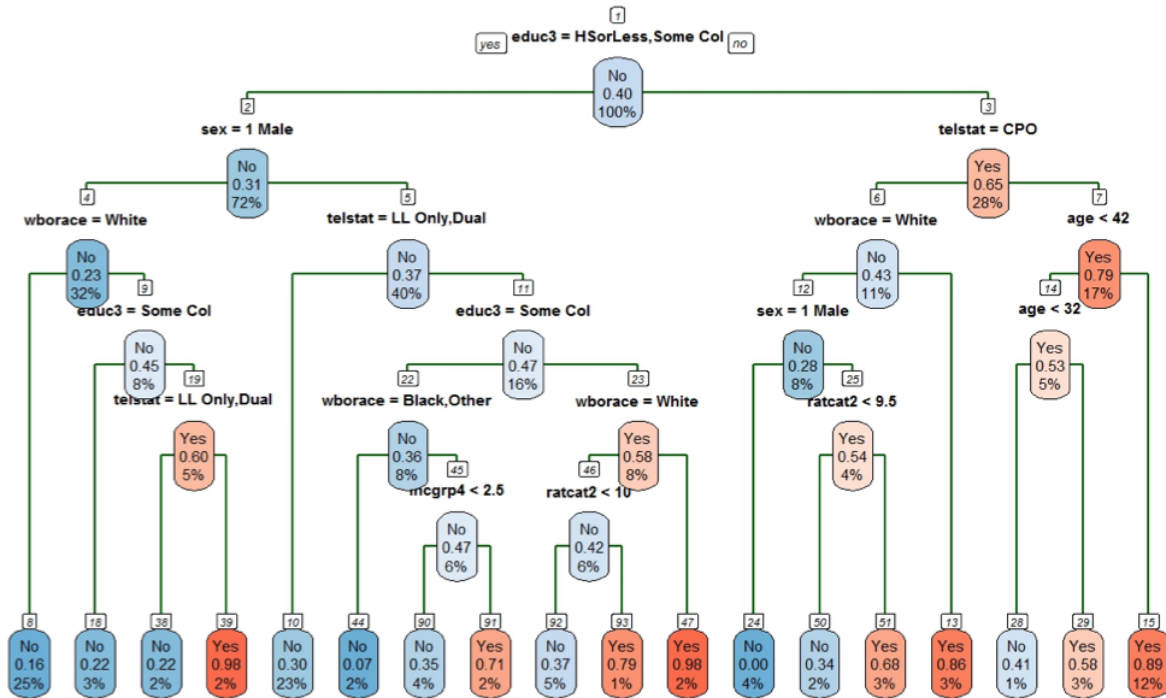 1
yes educ3 = HSorLess,Some Col no
No
0.40
100%
2
3
sex = 1 Male
telstat = CPO
No
0.31
72%
Yes
0.65
28%
4
5
6
7
wborace = White
telstat = LL Only,Dual
wborace = White
age < 42
No
0.23
32%
No
0.37
40%
No
0.43
11%
Yes
0.79
17%
9
11
12
14
educ3 = Some Col
educ3 = Some Col
sex = 1 Male
age < 32
No
0.45
8%
No
0.47
16%
No
0.28
8%
Yes
0.53
5%
19
22
23
25
telstat = LL Only,Dual
wborace = Black,Other
wborace = White
ratcat2 < 9.5
Yes
0.60
5%
No
0.36
8%
Yes
0.58
8%
Yes
0.54
4%
45
46
incgrp4 < 2.5
ratcat2 < 10
No
0.47
6%
No
0.42
6%
8
18
38
39
10
44
90
91
92
93
47
24
50
51
13
28
29
15
No
0.16
25%
No
0.22
3%
No
0.22
2%
Yes
0.98
2%
No
0.30
23%
No
0.07
2%
No
0.35
4%
Yes
0.71
2%
No
0.37
5%
Yes
0.79
1%
Yes
0.98
2%
No
0.00
4%
No
0.34
2%
Yes
0.68
3%
Yes
0.86
3%
No
0.41
1%
Yes
0.58
3%
Yes
0.89
12%